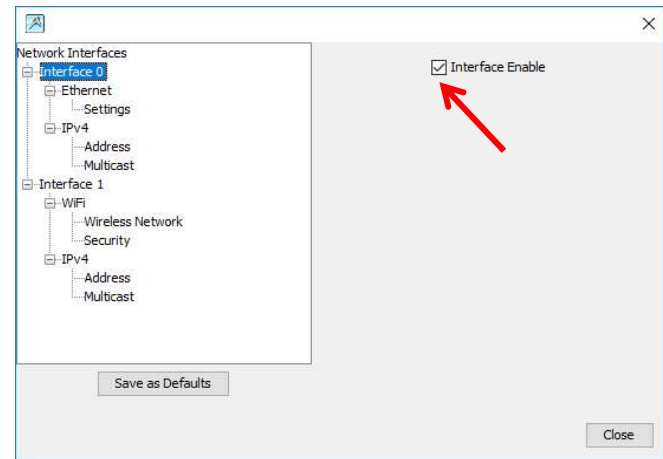 Network Interfaces
Interface 0
Ethernet
Settings
IPv4
Address
Multicast
Interface 1
WiFi
Wireless Network
Security
IPv4
Address
Multicast
Interface Enable
Save as Defaults
Close